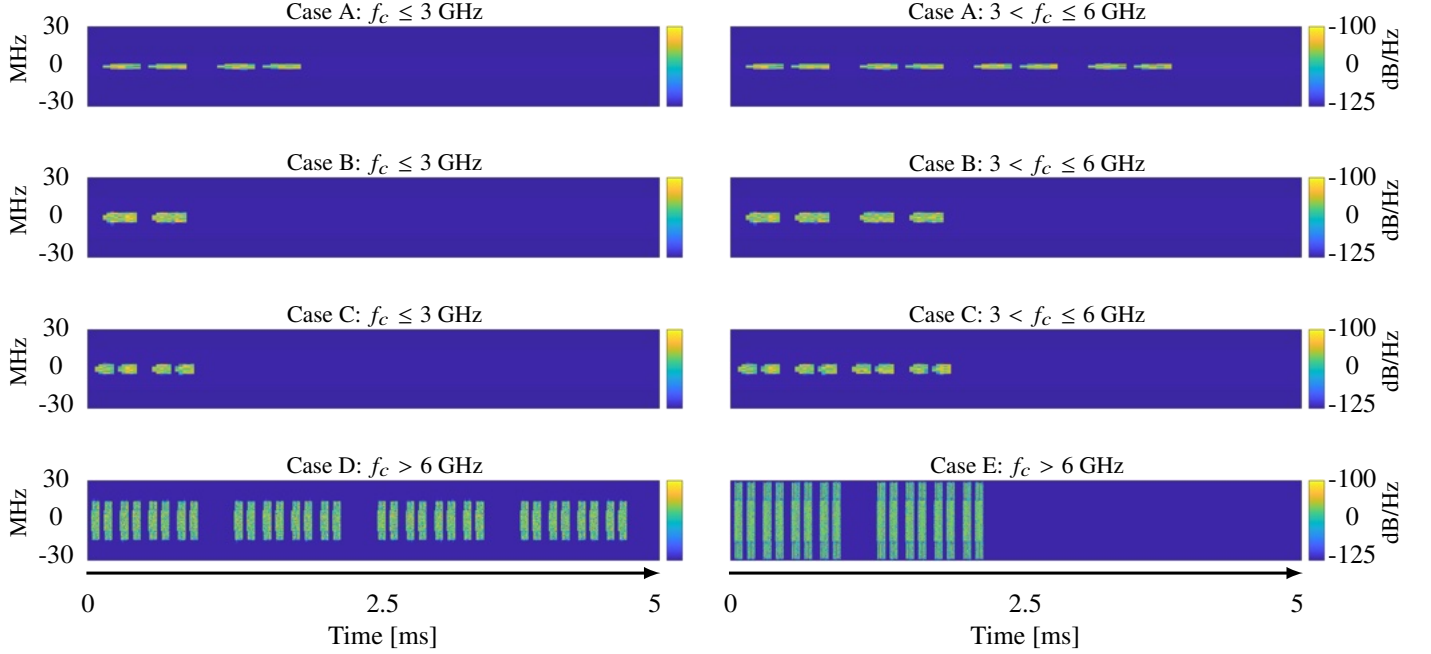 Case A: f_c ≤ 3 GHz
Case A: 3 < f_c ≤ 6 GHz
30
0
-30
MHz
-100
0
-125
dB/Hz
Case B: f_c ≤ 3 GHz
Case B: 3 < f_c ≤ 6 GHz
30
0
-30
MHz
-100
0
-125
dB/Hz
Case C: f_c ≤ 3 GHz
Case C: 3 < f_c ≤ 6 GHz
30
0
-30
MHz
-100
0
-125
dB/Hz
Case D: f_c > 6 GHz
Case E: f_c > 6 GHz
30
0
-30
MHz
-100
0
-125
dB/Hz
0 2.5 5
0 2.5 5
Time [ms]
Time [ms]